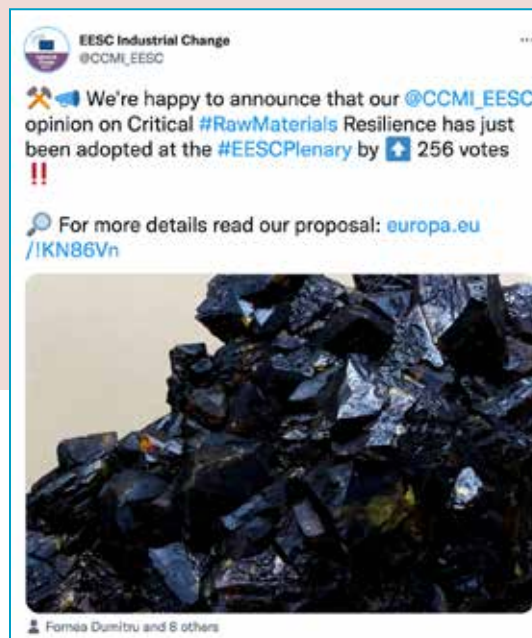 EESC Industrial Change
@CCMI_EESC
⚒️📣 We're happy to announce that our @CCMI_EESC
opinion on Critical #RawMaterials Resilience has just
been adopted at the #EESCPlenary by ⬆️ 256 votes
‼️
🔎 For more details read our proposal: europa.eu
/!KN86Vn
Fornea Dumitru and 8 others